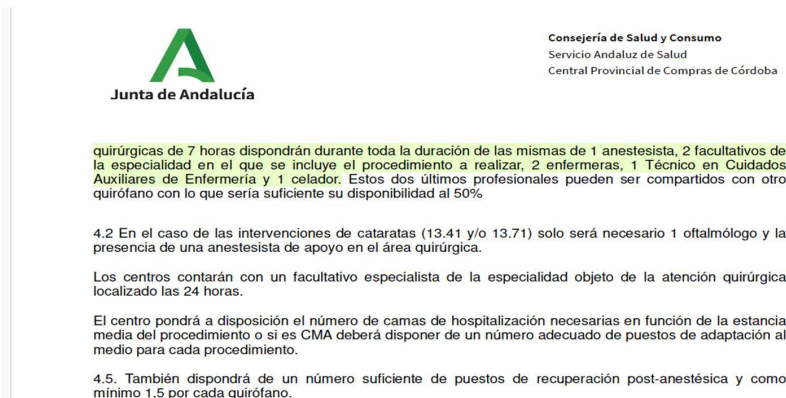 Junta de Andalucía
Consejería de Salud y Consumo
Servicio Andaluz de Salud
Central Provincial de Compras de Córdoba
quirúrgicas de 7 horas dispondrán durante toda la duración de las mismas de 1 anestesista, 2 facultativos de
la especialidad en el que se incluye el procedimiento a realizar, 2 enfermeras, 1 Técnico en Cuidados
Auxiliares de Enfermería y 1 celador. Estos dos últimos profesionales pueden ser compartidos con otro
quirófano con lo que sería suficiente su disponibilidad al 50%
4.2 En el caso de las intervenciones de cataratas (13.41 y/o 13.71) solo será necesario 1 oftalmólogo y la
presencia de una anestesista de apoyo en el área quirúrgica.
Los centros contarán con un facultativo especialista de la especialidad objeto de la atención quirúrgica
localizado las 24 horas.
El centro pondrá a disposición el número de camas de hospitalización necesarias en función de la estancia
media del procedimiento o si es CMA deberá disponer de un número adecuado de puestos de adaptación al
medio para cada procedimiento.
4.5. También dispondrá de un número suficiente de puestos de recuperación post-anestésica y como
mínimo 1,5 por cada quirófano.